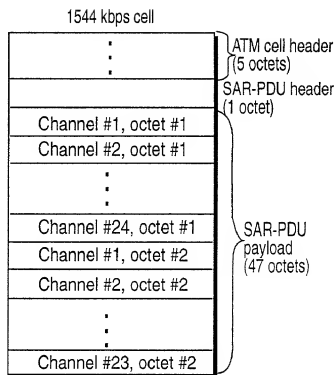 1544 kbps cell
ATM cell header
(5 octets)
SAR-PDU header
(1 octet)
Channel #1, octet #1
Channel #2, octet #1
Channel #24, octet #1
Channel #1, octet #2
Channel #2, octet #2
Channel #23, octet #2
SAR-PDU
payload
(47 octets)